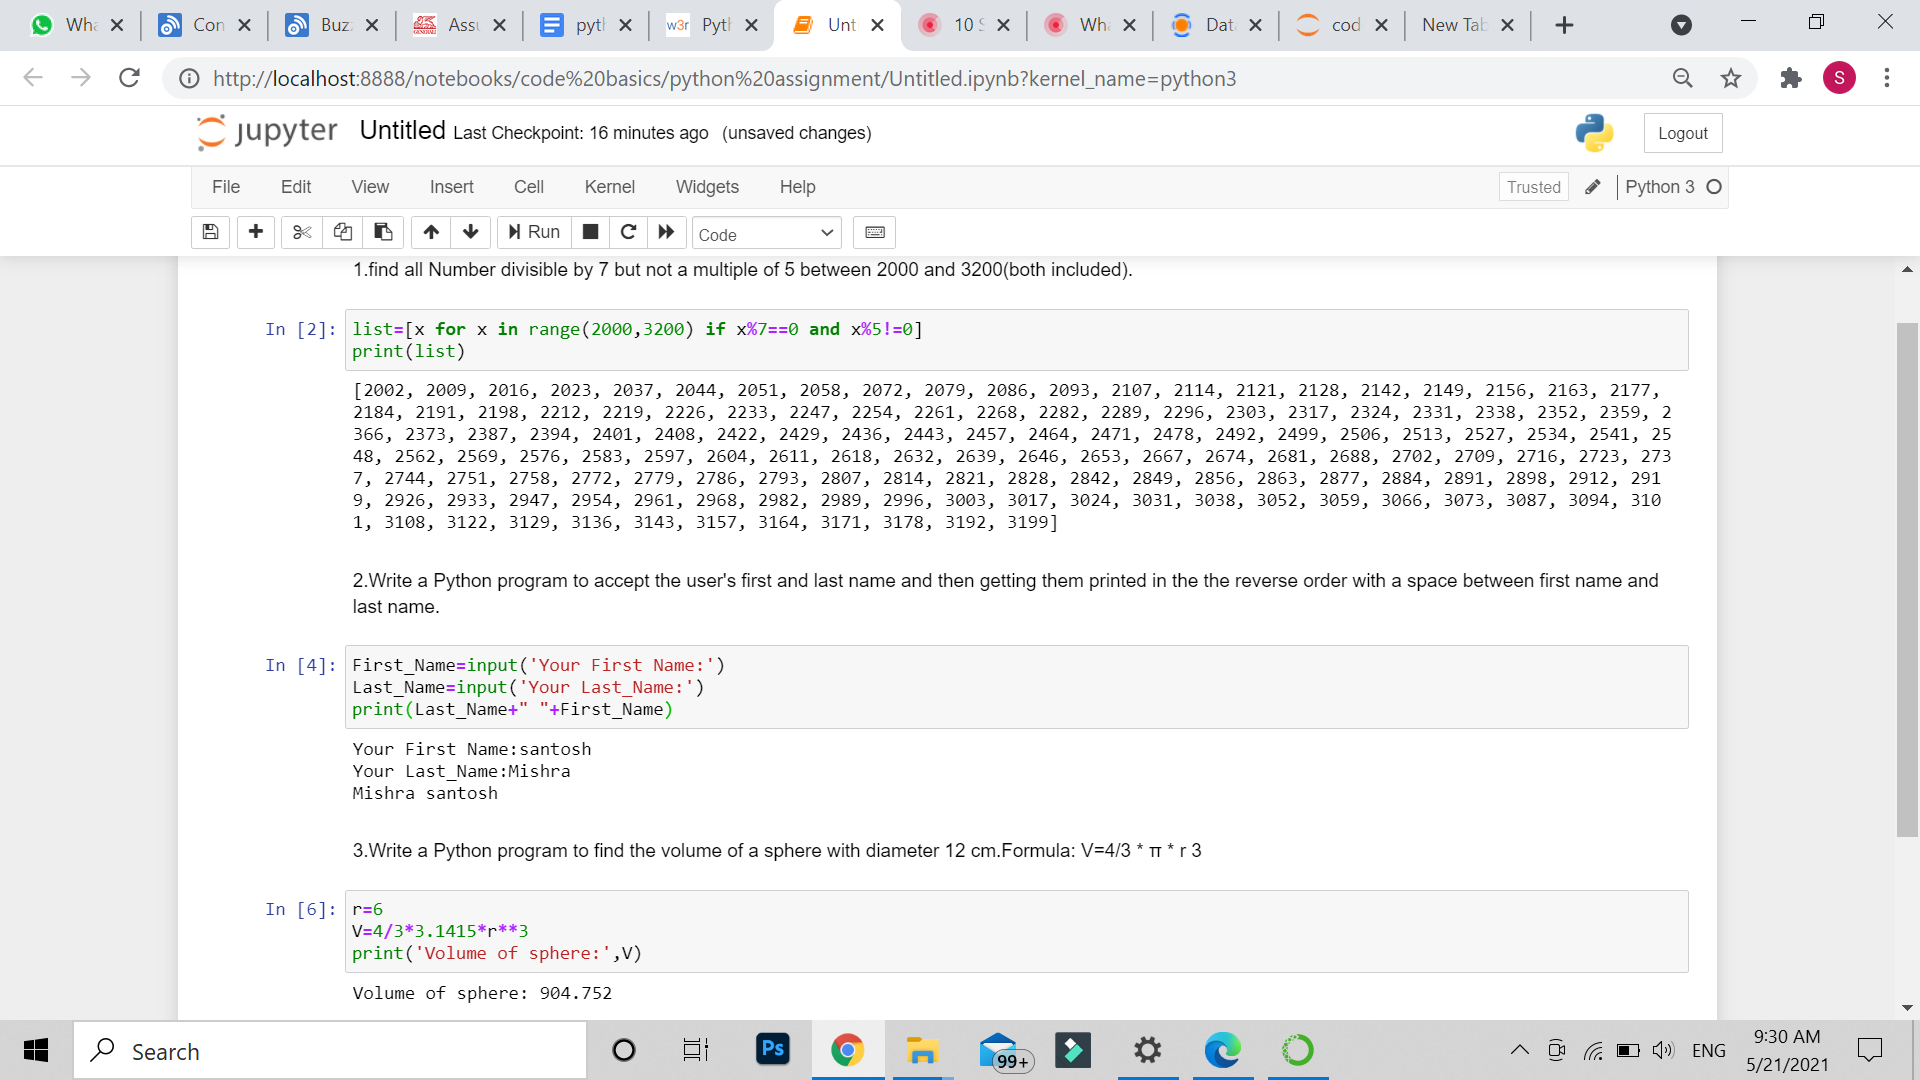 Wha
Con
Buz
Assi
pyth
w3r Pyth
Unt
10 S
Wha
Dat
cod
New Tab
http://localhost:8888/notebooks/code%20basics/python%20assignment/Untitled.ipynb?kernel_name=python3
S
jupyter Untitled Last Checkpoint: 16 minutes ago (unsaved changes)
Logout
File Edit View Insert Cell Kernel Widgets Help
Trusted Python 3
Run Code
1.find all Number divisible by 7 but not a multiple of 5 between 2000 and 3200(both included).
In [2]: list=[x for x in range(2000,3200) if x%7==0 and x%5!=0]
print(list)
[2002, 2009, 2016, 2023, 2037, 2044, 2051, 2058, 2072, 2079, 2086, 2093, 2107, 2114, 2121, 2128, 2142, 2149, 2156, 2163, 2177,
2184, 2191, 2198, 2212, 2219, 2226, 2233, 2247, 2254, 2261, 2268, 2282, 2289, 2296, 2303, 2317, 2324, 2331, 2338, 2352, 2359, 2
366, 2373, 2387, 2394, 2401, 2408, 2422, 2429, 2436, 2443, 2457, 2464, 2471, 2478, 2492, 2499, 2506, 2513, 2527, 2534, 2541, 25
48, 2562, 2569, 2576, 2583, 2597, 2604, 2611, 2618, 2632, 2639, 2646, 2653, 2667, 2674, 2681, 2688, 2702, 2709, 2716, 2723, 273
7, 2744, 2751, 2758, 2772, 2779, 2786, 2793, 2807, 2814, 2821, 2828, 2842, 2849, 2856, 2863, 2877, 2884, 2891, 2898, 2912, 291
9, 2926, 2933, 2947, 2954, 2961, 2968, 2982, 2989, 2996, 3003, 3017, 3024, 3031, 3038, 3052, 3059, 3066, 3073, 3087, 3094, 310
1, 3108, 3122, 3129, 3136, 3143, 3157, 3164, 3171, 3178, 3192, 3199]
2.Write a Python program to accept the user's first and last name and then getting them printed in the the reverse order with a space between first name and
last name.
In [4]: First_Name=input('Your First Name:')
Last_Name=input('Your Last_Name:')
print(Last_Name+" "+First_Name)
Your First Name:santosh
Your Last_Name:Mishra
Mishra santosh
3.Write a Python program to find the volume of a sphere with diameter 12 cm.Formula: V=4/3 * π * r 3
In [6]: r=6
V=4/3*3.1415*r**3
print('Volume of sphere:',V)
Volume of sphere: 904.752
Search
Ps
99+
ENG
9:30 AM
5/21/2021